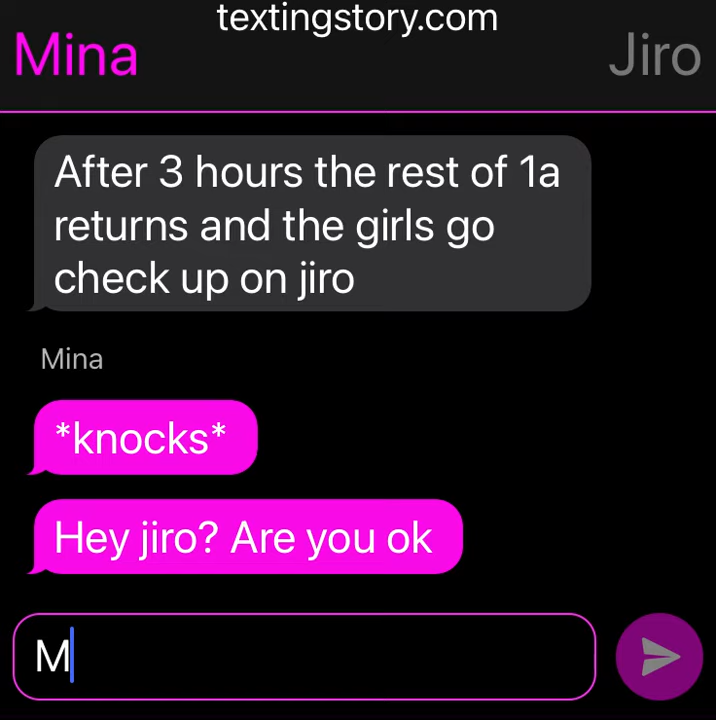 textingstory.com
Mina
Jiro
After 3 hours the rest of 1a
returns and the girls go
check up on jiro
Mina
*knocks*
Hey jiro? Are you ok
M